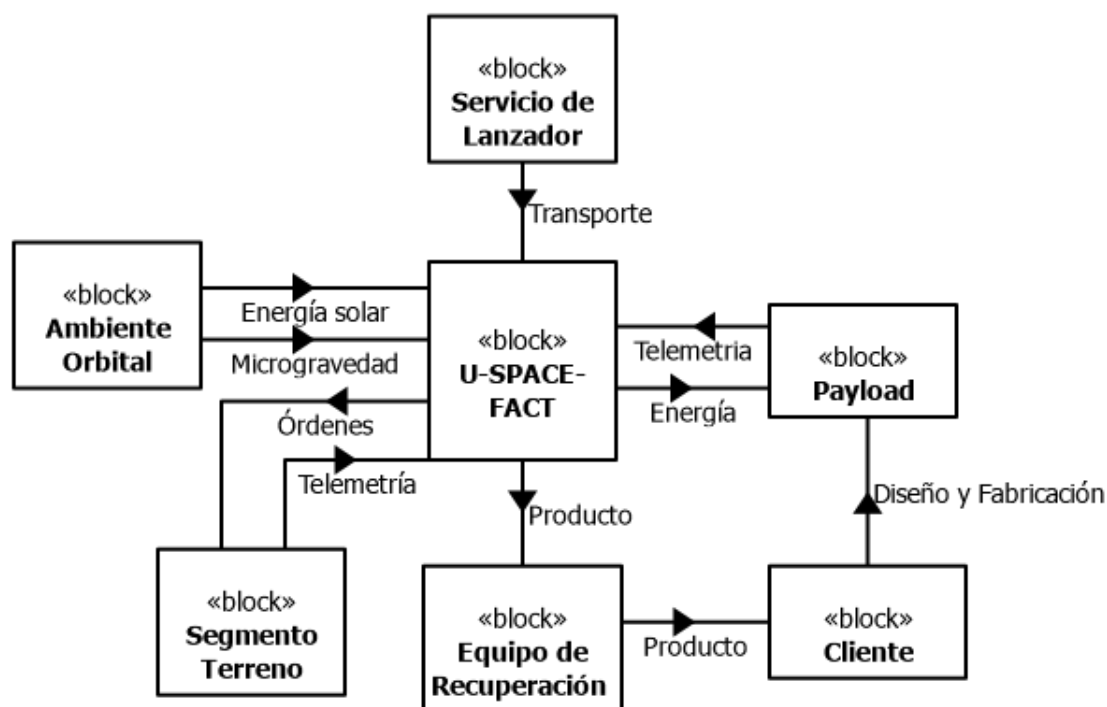 «block»
Servicio de
Lanzador
Transporte
«block»
Ambiente
Orbital
Energía solar
Microgravedad
«block»
U-SPACE-
FACT
Telemetria
Energía
«block»
Payload
Órdenes
Telemetría
Producto
Diseño y Fabricación
«block»
Segmento
Terreno
«block»
Equipo de
Recuperación
Producto
«block»
Cliente